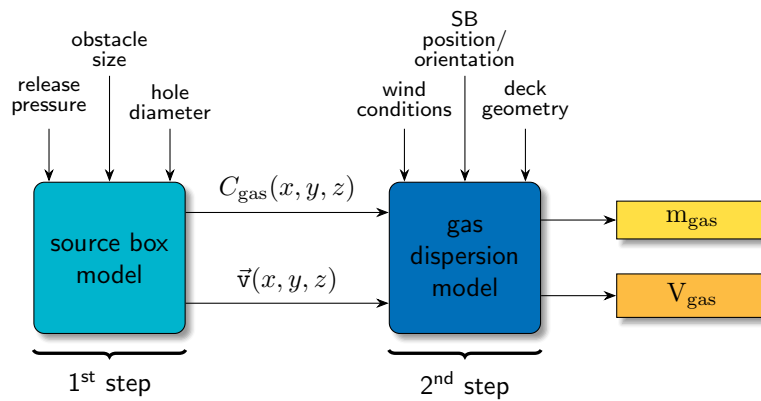 obstacle
size
release
pressure
hole
diameter
SB
position/
orientation
wind
conditions
deck
geometry
source box
model
C_gas(x, y, z)
v⃗(x, y, z)
gas
dispersion
model
m_gas
V_gas
1st step
2nd step